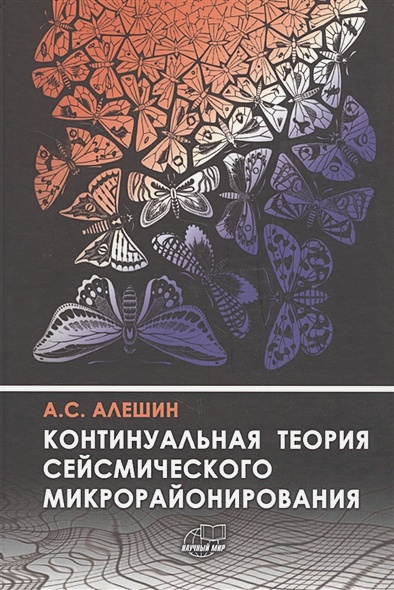 А.С. АЛЕШИН
КОНТИНУАЛЬНАЯ ТЕОРИЯ
СЕЙСМИЧЕСКОГО
МИКРОРАЙОНИРОВАНИЯ
НАУЧНЫЙ МИР